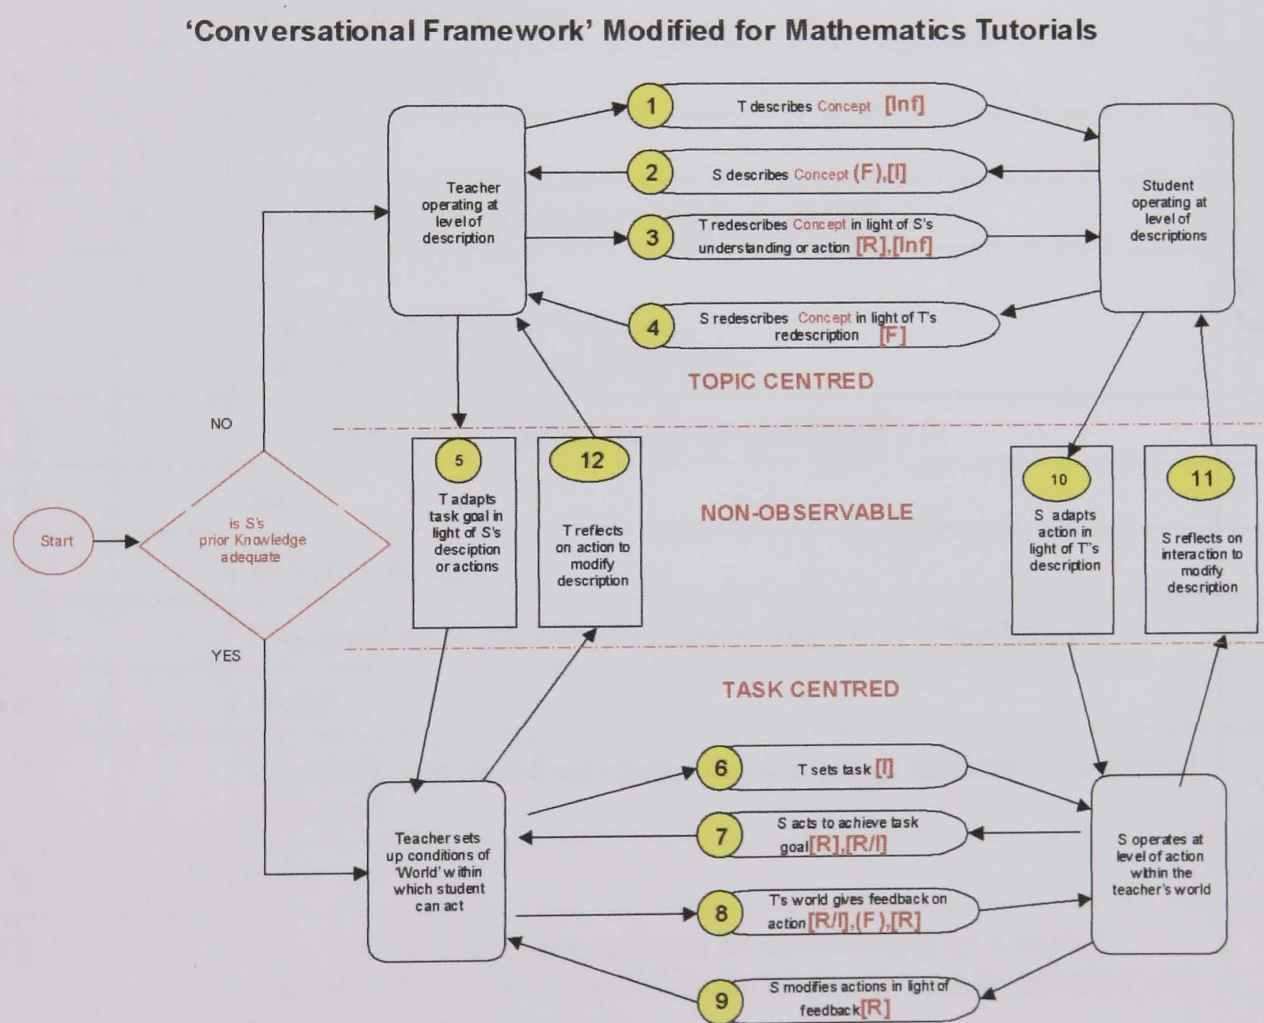 ‘Conversational Framework’ Modified for Mathematics Tutorials
1
T describes Concept [Inf]
2
S describes Concept (F),[I]
3
T redescribes Concept in light of S's
understanding or action [R],[Inf]
4
S redescribes Concept in light of T's
redescription [F]
Teacher
operating at
level of
description
Student
operating at
level of
descriptions
TOPIC CENTRED
NO
5
T adapts
task goal in
light of S's
desciption
or actions
12
T reflects
on action to
modify
description
NON-OBSERVABLE
10
S adapts
action in
light of T"s
description
11
S reflects on
interaction to
modify
description
Start
is S's
prior Knowledge
adequate
YES
TASK CENTRED
6
T sets task [I]
7
S acts to achieve task
goal[R],[R/I]
8
T's world gives feedback on
action[R/I],(F),[R]
9
S modifies actions in light of
feedback[R]
Teacher sets
up conditions of
'World' within
which student
can act
S operates at
level of action
within the
teacher's world